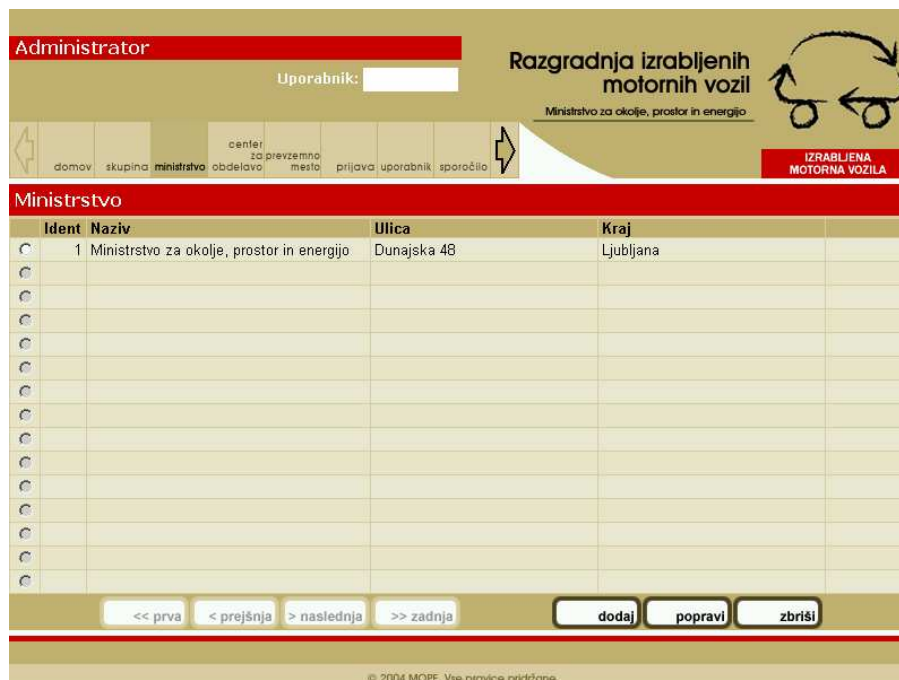 Administrator
Uporabnik:
Razgradnja izrabljenih
motornih vozil
Ministrstvo za okolje, prostor in energijo
IZRABLJENA
MOTORNA VOZILA
domov skupina ministrstvo center za obdelavo prevzemno mesto prijava uporabnik sporočilo
Ministrstvo
Ident Naziv Ulica Kraj
1 Ministrstvo za okolje, prostor in energijo Dunajska 48 Ljubljana
<< prva < prejšnja > naslednja >> zadnja dodaj popravi zbriši
© 2004 MOPE. Vse pravice pridržane